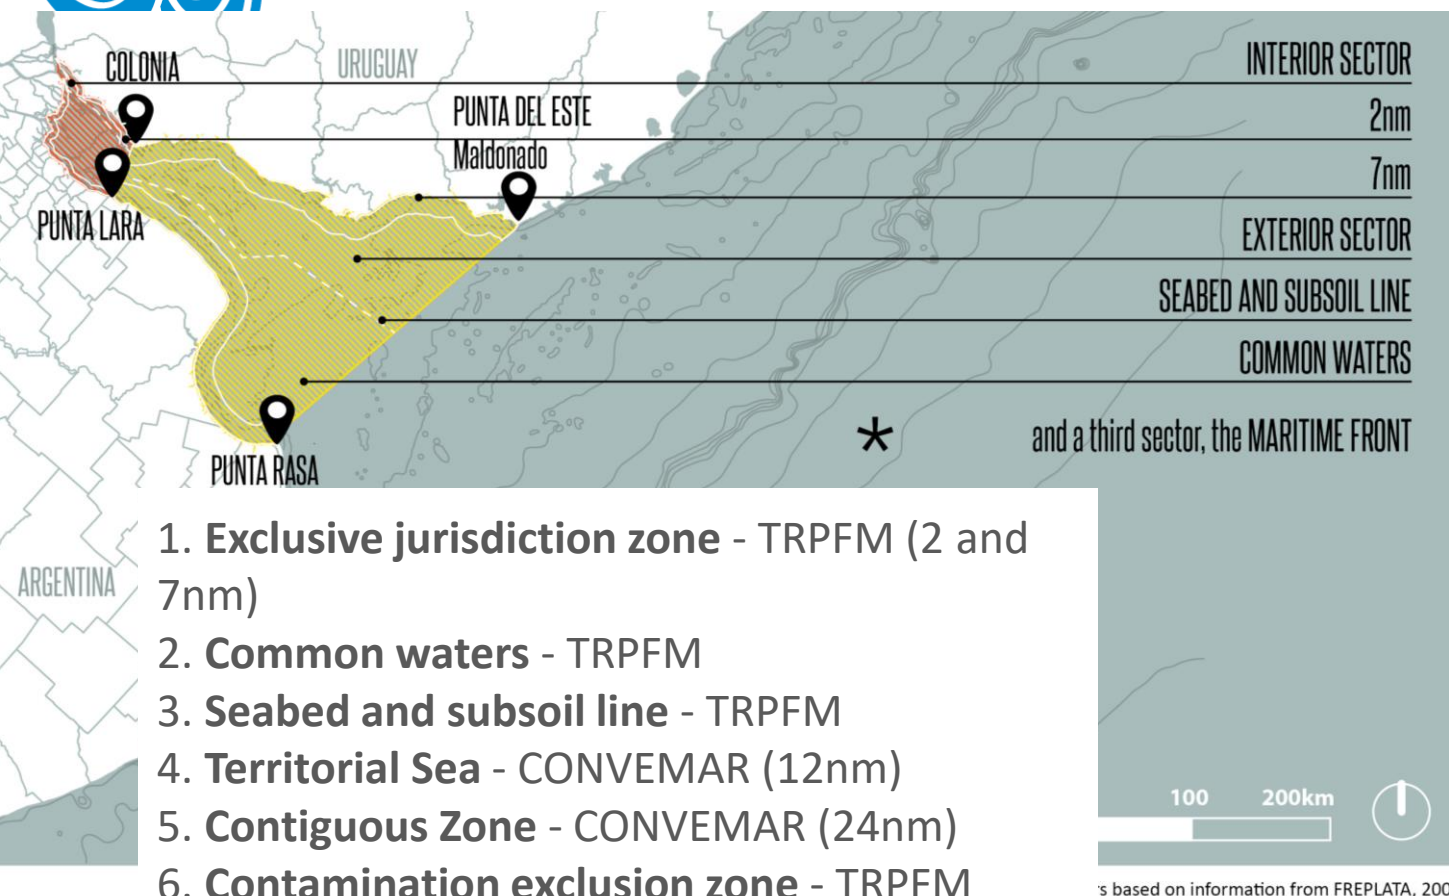 COLONIA
URUGUAY
INTERIOR SECTOR
PUNTA DEL ESTE
2nm
Maldonado
7nm
PUNTA LARA
EXTERIOR SECTOR
SEABED AND SUBSOIL LINE
COMMON WATERS
* and a third sector, the MARITIME FRONT
PUNTA RASA
ARGENTINA
1. Exclusive jurisdiction zone - TRPFM (2 and
7nm)
2. Common waters - TRPFM
3. Seabed and subsoil line - TRPFM
4. Territorial Sea - CONVEMAR (12nm)
5. Contiguous Zone - CONVEMAR (24nm)
6. Contamination exclusion zone - TRPFM
100 200km
based on information from FREPLATA, 200